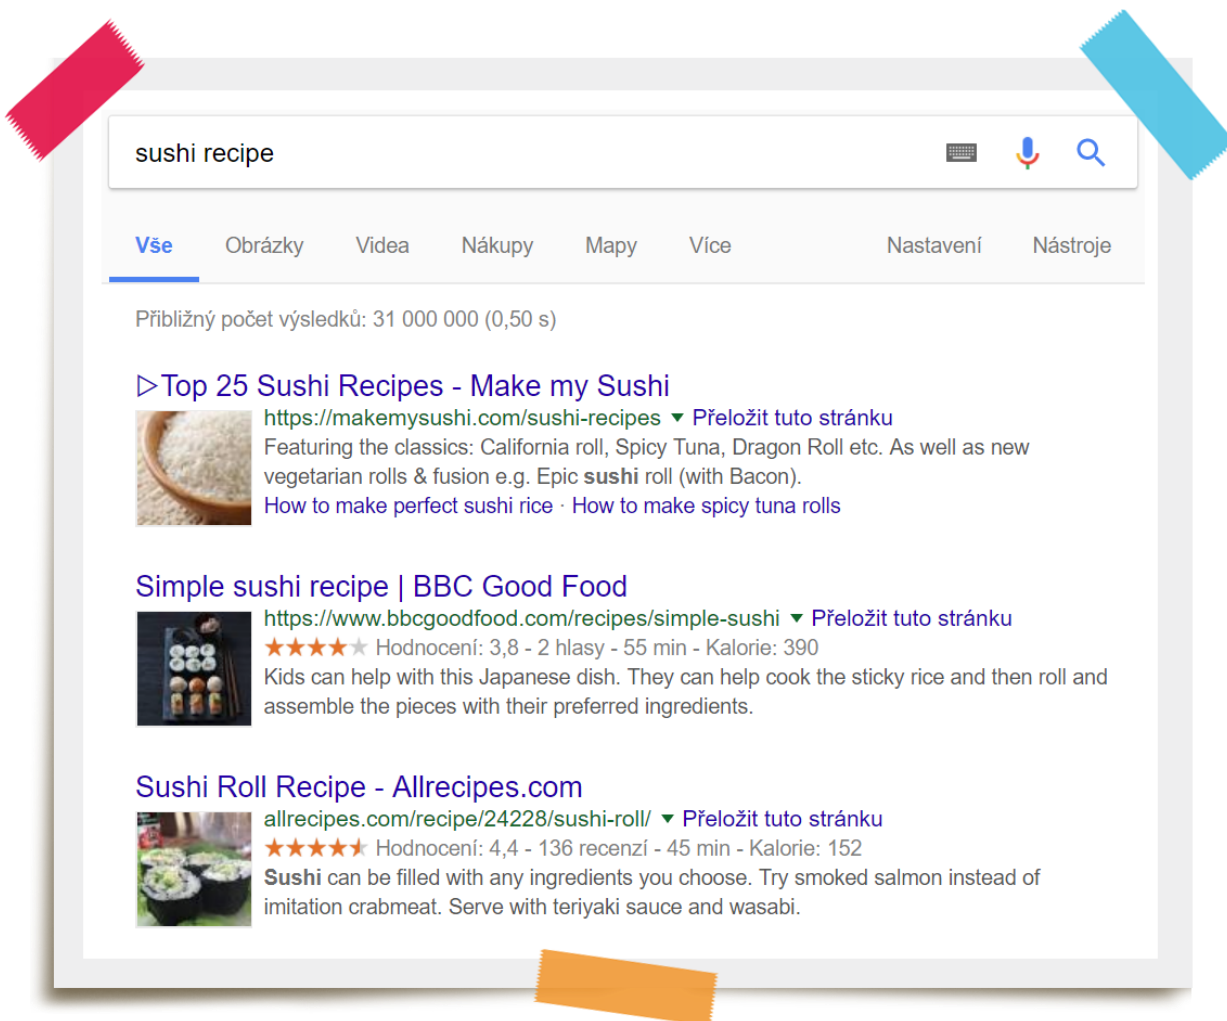 sushi recipe
Vše Obrázky Videa Nákupy Mapy Více Nastavení Nástroje
Přibližný počet výsledků: 31 000 000 (0,50 s)
▷Top 25 Sushi Recipes - Make my Sushi
https://makemysushi.com/sushi-recipes ▼ Přeložit tuto stránku
Featuring the classics: California roll, Spicy Tuna, Dragon Roll etc. As well as new
vegetarian rolls & fusion e.g. Epic sushi roll (with Bacon).
How to make perfect sushi rice · How to make spicy tuna rolls
Simple sushi recipe | BBC Good Food
https://www.bbcgoodfood.com/recipes/simple-sushi ▼ Přeložit tuto stránku
★★★★★ Hodnocení: 3,8 - 2 hlasy - 55 min - Kalorie: 390
Kids can help with this Japanese dish. They can help cook the sticky rice and then roll and
assemble the pieces with their preferred ingredients.
Sushi Roll Recipe - Allrecipes.com
allrecipes.com/recipe/24228/sushi-roll/ ▼ Přeložit tuto stránku
★★★★★ Hodnocení: 4,4 - 136 recenzí - 45 min - Kalorie: 152
Sushi can be filled with any ingredients you choose. Try smoked salmon instead of
imitation crabmeat. Serve with teriyaki sauce and wasabi.